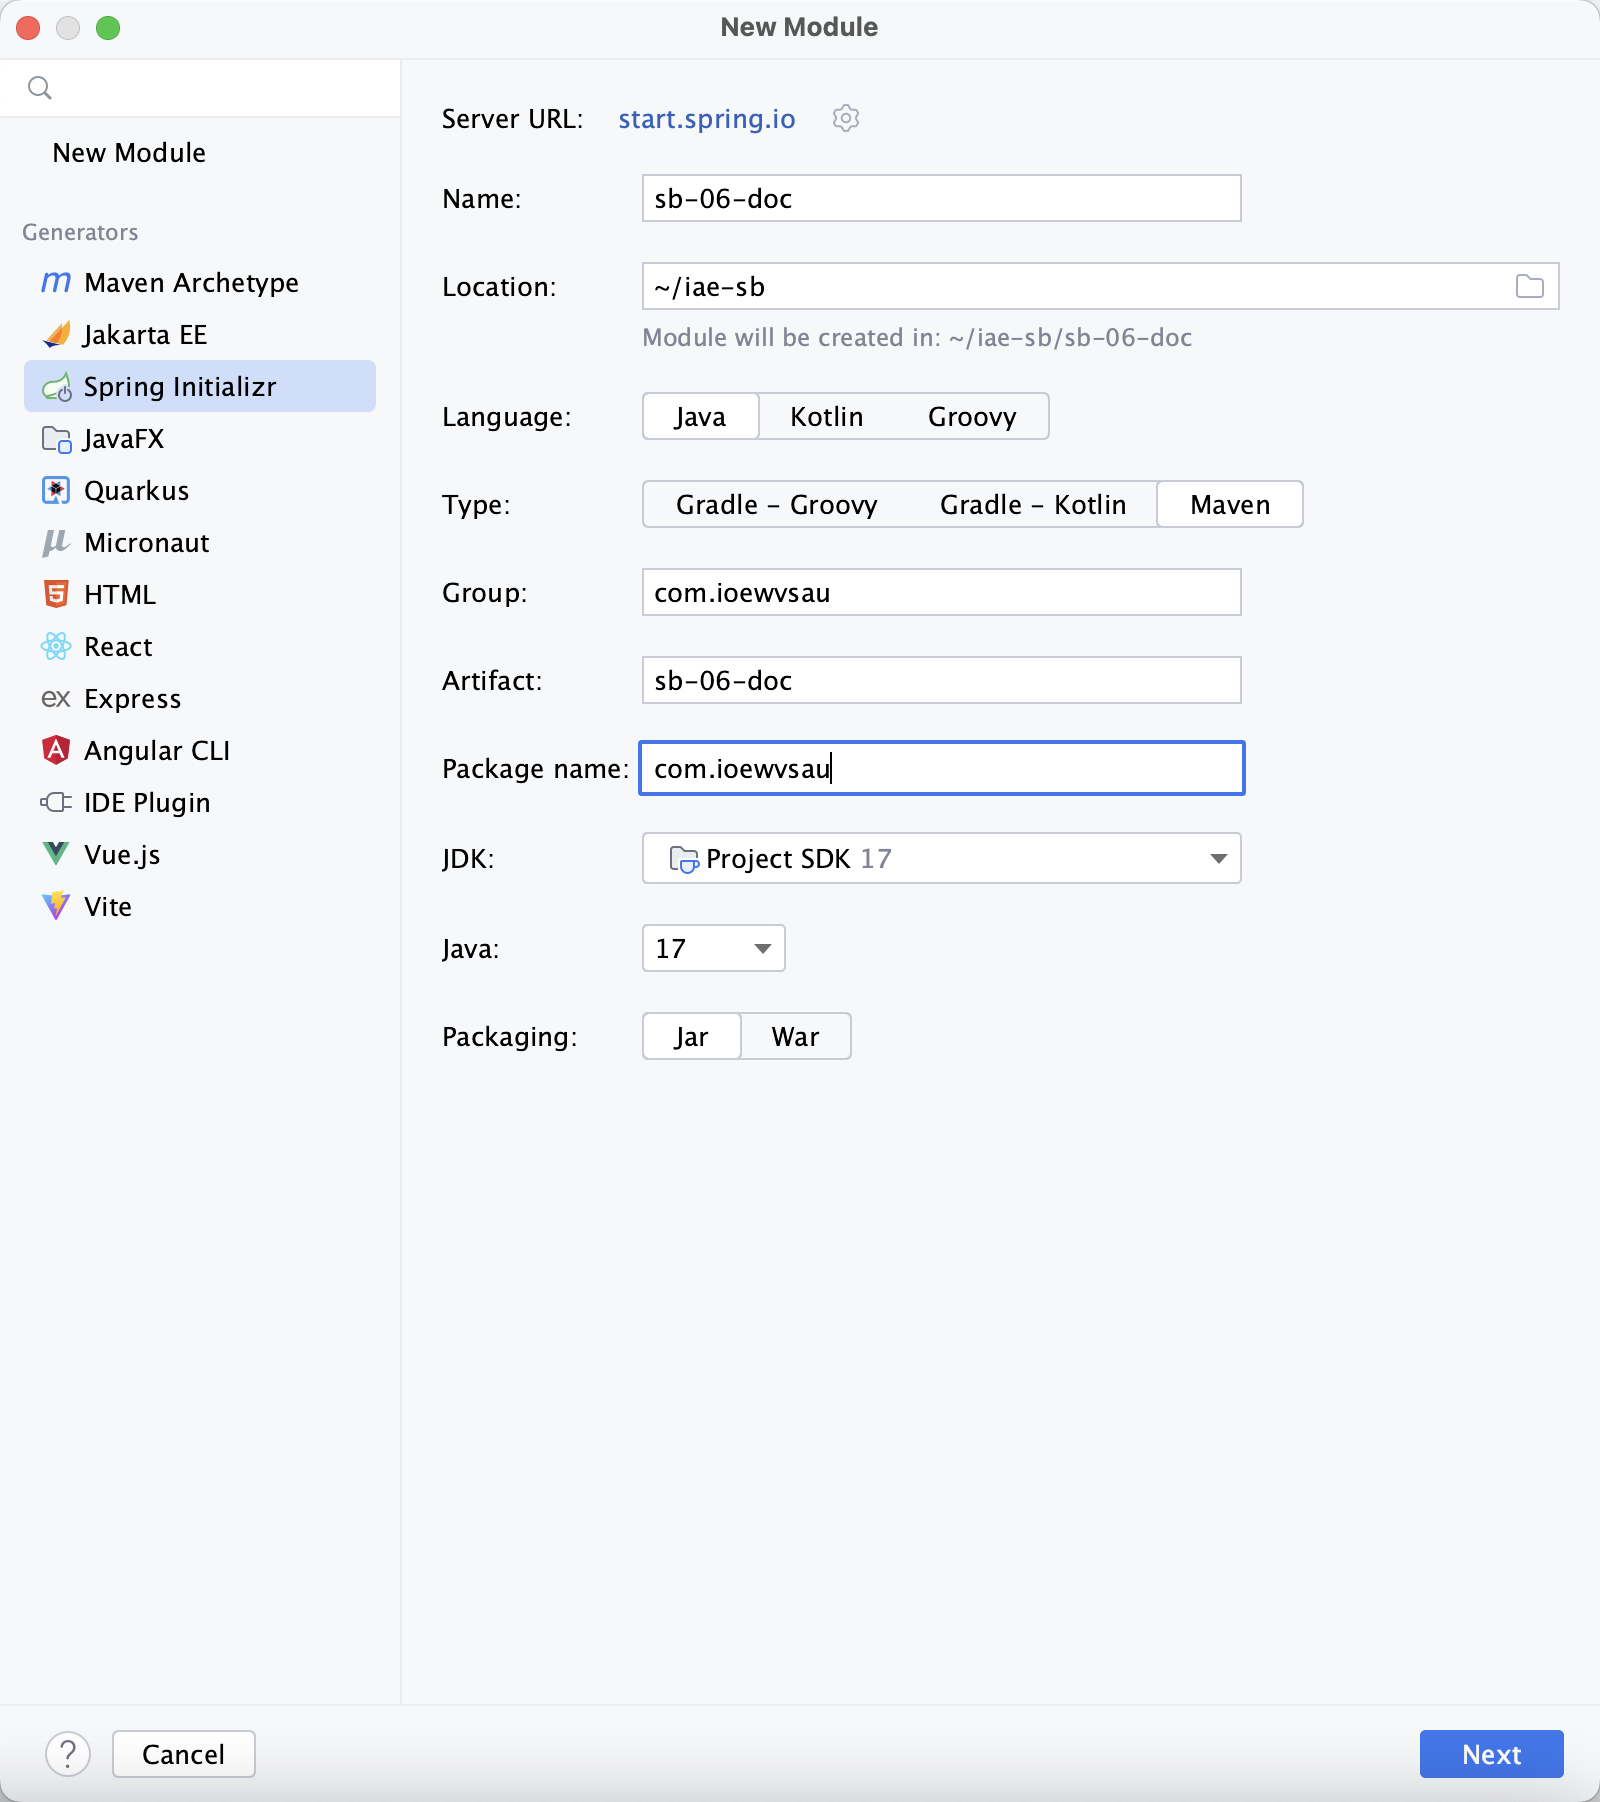 New Module
New Module
Generators
Maven Archetype
Jakarta EE
Spring Initializr
JavaFX
Quarkus
Micronaut
HTML
React
ex Express
Angular CLI
IDE Plugin
Vue.js
Vite
Server URL: start.spring.io
Name: sb-06-doc
Location: ~/iae-sb
Module will be created in: ~/iae-sb/sb-06-doc
Language: Java Kotlin Groovy
Type: Gradle - Groovy Gradle - Kotlin Maven
Group: com.ioewvsau
Artifact: sb-06-doc
Package name: com.ioewvsau
JDK: Project SDK 17
Java: 17
Packaging: Jar War
? Cancel Next